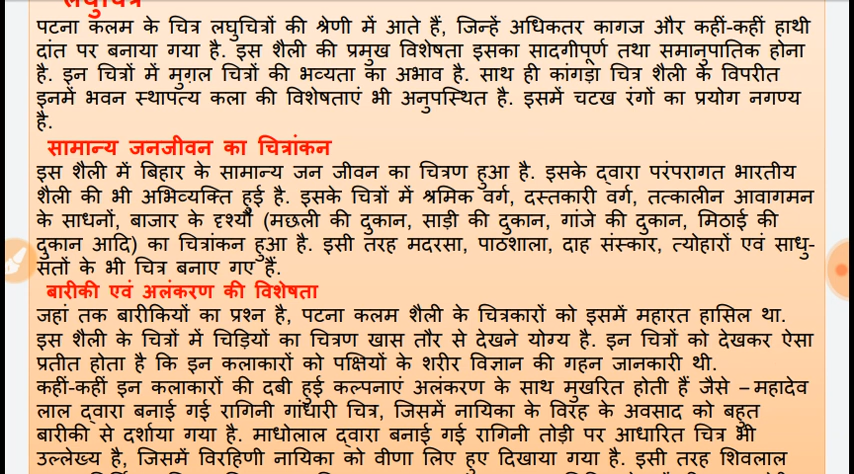 लघुचित्र
पटना कलम के चित्र लघुचित्रों की श्रेणी में आते हैं, जिन्हें अधिकतर कागज और कहीं-कहीं हाथी
दांत पर बनाया गया है. इस शैली की प्रमुख विशेषता इसका सादगीपूर्ण तथा समानुपातिक होना
है. इन चित्रों में मुग़ल चित्रों की भव्यता का अभाव है. साथ ही कांगड़ा चित्र शैली के विपरीत
इनमें भवन स्थापत्य कला की विशेषताएं भी अनुपस्थित है. इसमें चटख रंगों का प्रयोग नगण्य
है.
सामान्य जनजीवन का चित्रांकन
इस शैली में बिहार के सामान्य जन जीवन का चित्रण हुआ है. इसके द्वारा परंपरागत भारतीय
शैली की भी अभिव्यक्ति हुई है. इसके चित्रों में श्रमिक वर्ग, दस्तकारी वर्ग, तत्कालीन आवागमन
के साधनों, बाजार के दृश्यों (मछली की दुकान, साड़ी की दुकान, गांजे की दुकान, मिठाई की
दुकान आदि) का चित्रांकन हुआ है. इसी तरह मदरसा, पाठशाला, दाह संस्कार, त्योहारों एवं साधु-
संतों के भी चित्र बनाए गए हैं.
बारीकी एवं अलंकरण की विशेषता
जहां तक बारीकियों का प्रश्न है, पटना कलम शैली के चित्रकारों को इसमें महारत हासिल था.
इस शैली के चित्रों में चिड़ियों का चित्रण खास तौर से देखने योग्य है. इन चित्रों को देखकर ऐसा
प्रतीत होता है कि इन कलाकारों को पक्षियों के शरीर विज्ञान की गहन जानकारी थी.
कहीं-कहीं इन कलाकारों की दबी हुई कल्पनाएं अलंकरण के साथ मुखरित होती हैं जैसे – महादेव
लाल द्वारा बनाई गई रागिनी गांधारी चित्र, जिसमें नायिका के विरह के अवसाद को बहुत
बारीकी से दर्शाया गया है. माधोलाल द्वारा बनाई गई रागिनी तोड़ी पर आधारित चित्र भी
उल्लेख्य है, जिसमें विरहिणी नायिका को वीणा लिए हुए दिखाया गया है. इसी तरह शिवलाल